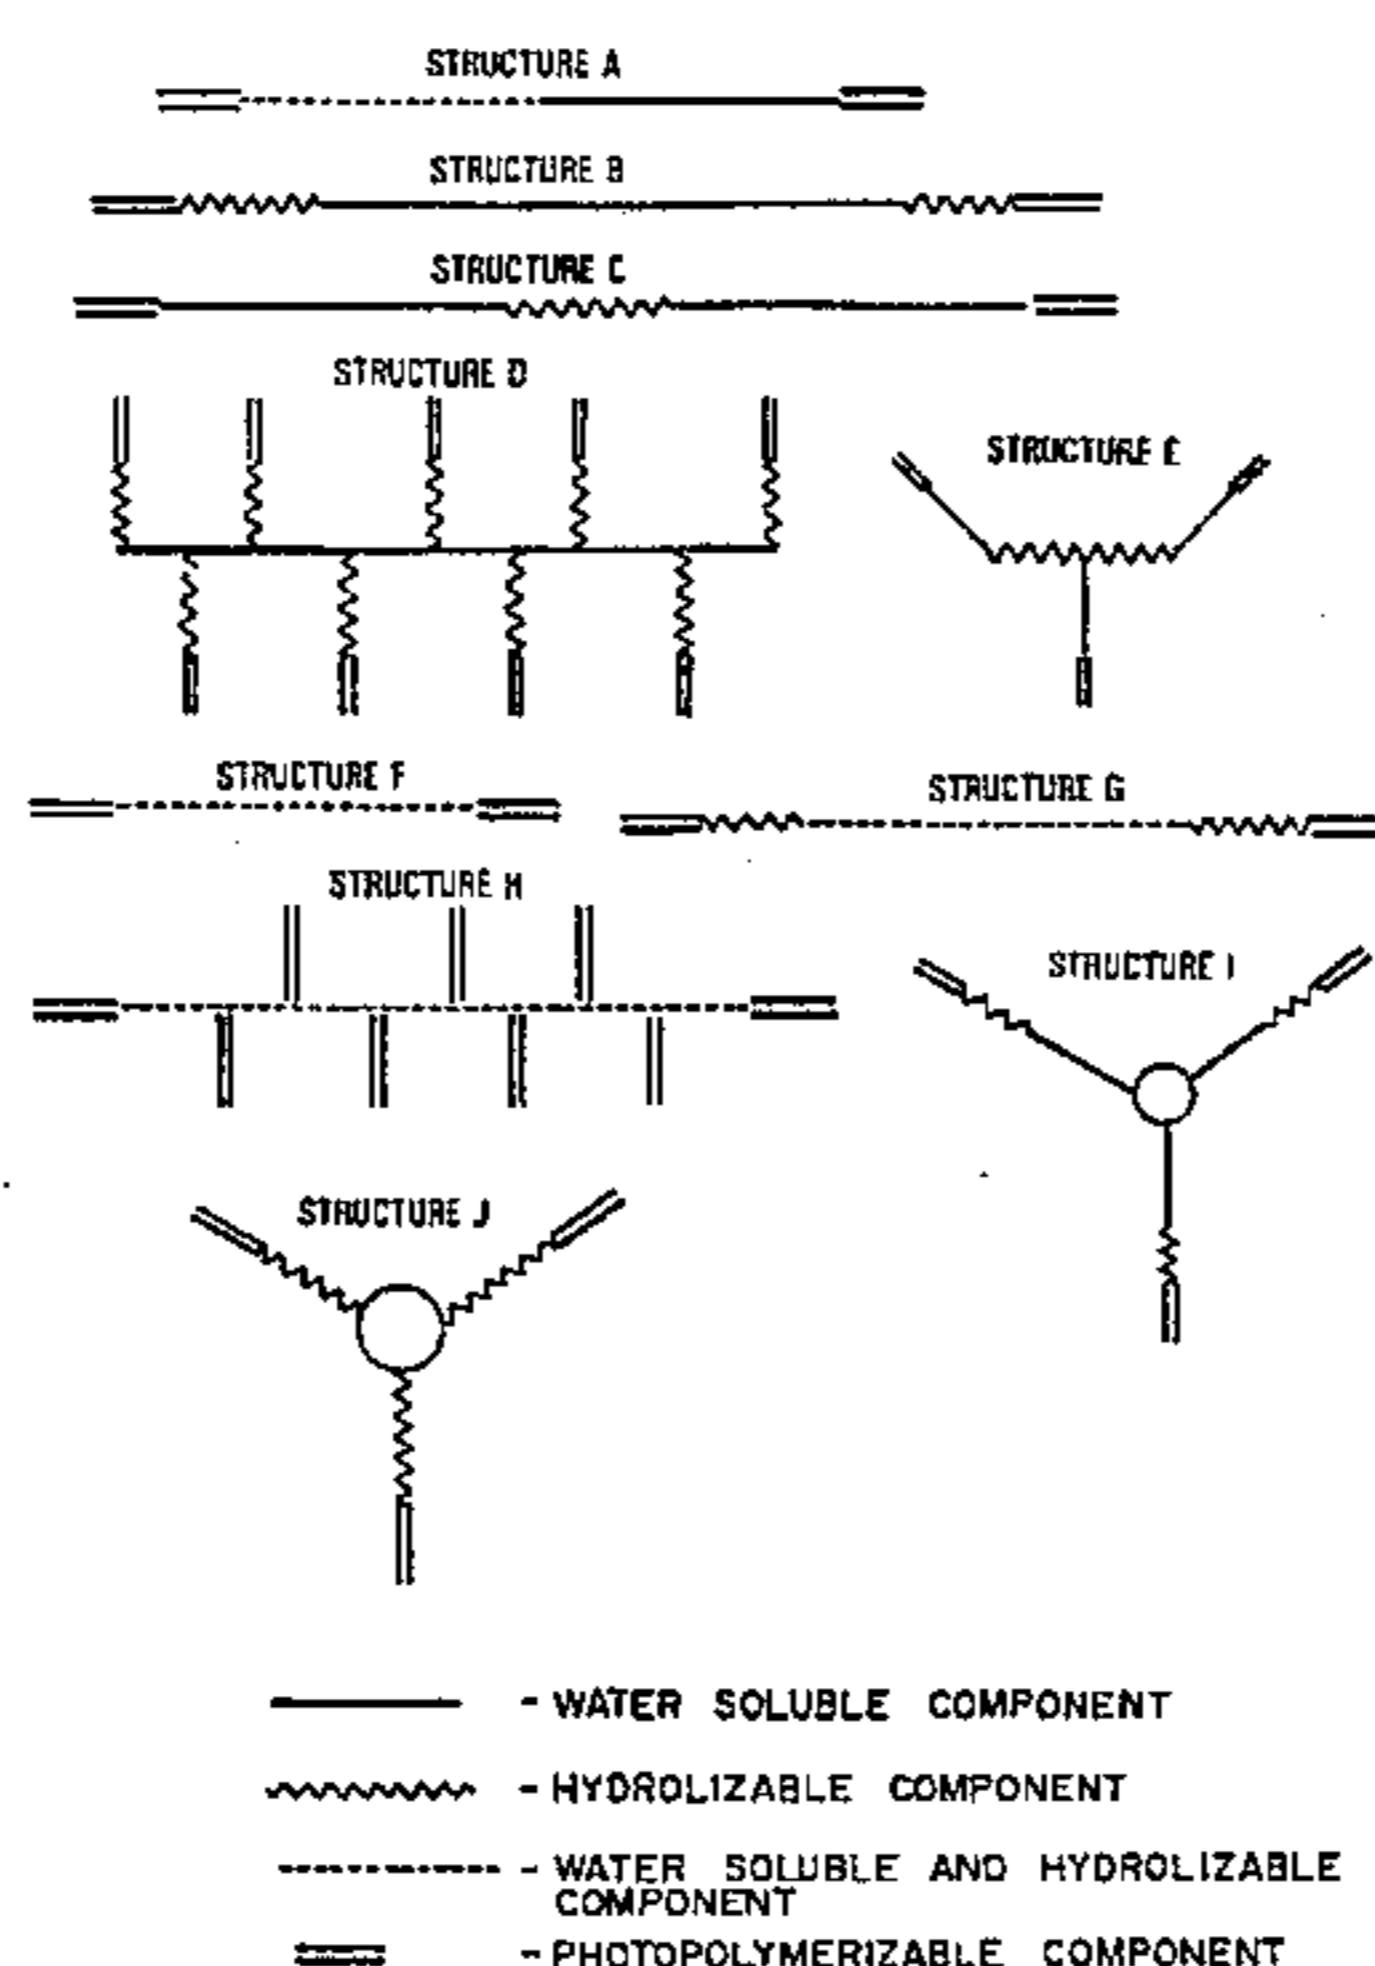 STRUCTURE A
STRUCTURE B
STRUCTURE C
STRUCTURE D
STRUCTURE E
STRUCTURE F
STRUCTURE G
STRUCTURE H
STRUCTURE I
STRUCTURE J
- WATER SOLUBLE COMPONENT
- HYDROLIZABLE COMPONENT
- WATER SOLUBLE AND HYDROLIZABLE
COMPONENT
- PHOTOPOLYMERIZABLE COMPONENT